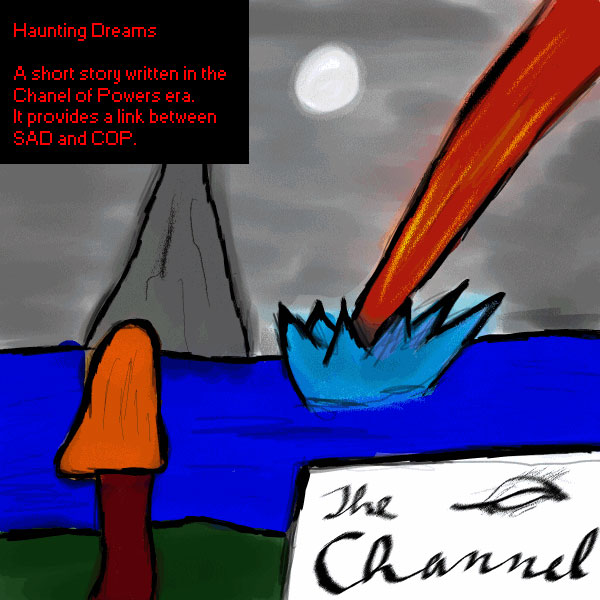 Haunting Dreams
A short story written in the
Chanel of Powers era.
It provides a link between
SAD and COP.
The
Channel